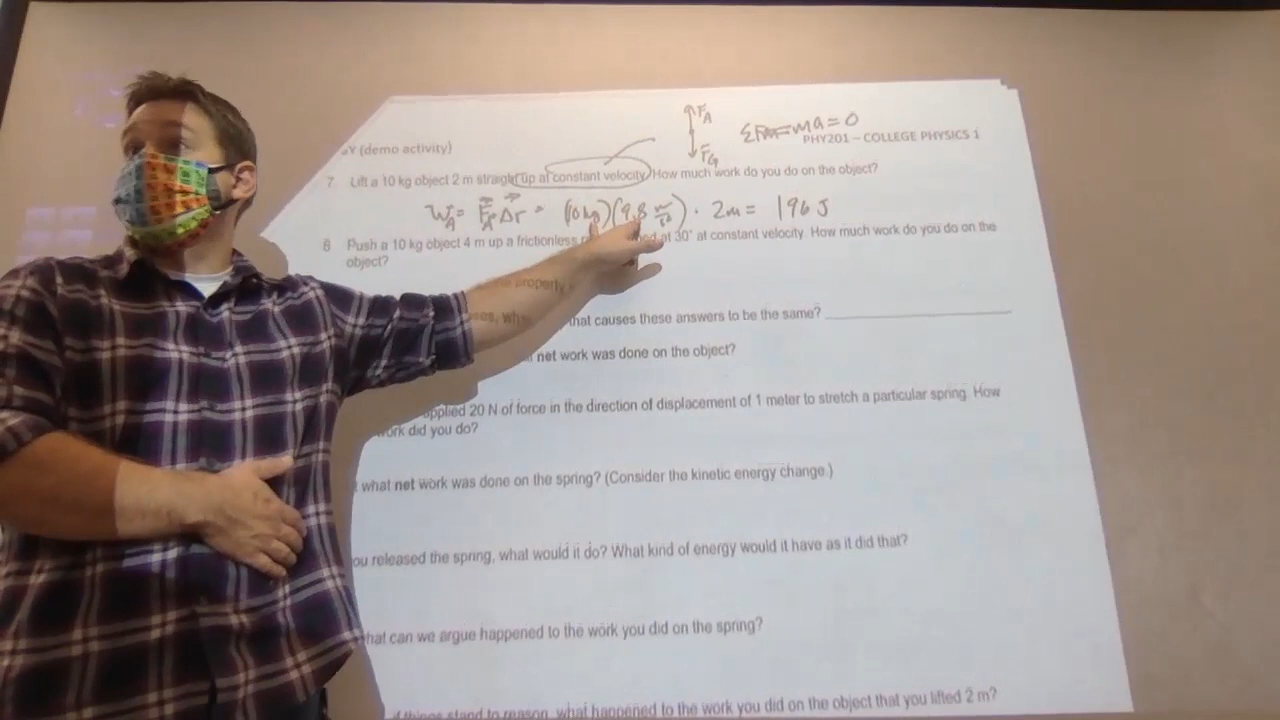 F_A
ΣF = ma = 0
(demo activity)
PHY201 – COLLEGE PHYSICS 1
F_G
7. Lift a 10 kg object 2 m straight up at constant velocity. How much work do you do on the object?
W_A = F_A · Δr = (10 kg)(9.8 · 2m = 196 J
8. Push a 10 kg object 4 m up a frictionless at 30° at constant velocity. How much work do you do on the
object?
property
that causes these answers to be the same?
net work was done on the object?
applied 20 N of force in the direction of displacement of 1 meter to stretch a particular spring. How
work did you do?
what net work was done on the spring? (Consider the kinetic energy change.)
you released the spring, what would it do? What kind of energy would it have as it did that?
what can we argue happened to the work you did on the spring?
if things stand to reason, what happened to the work you did on the object that you lifted 2 m?